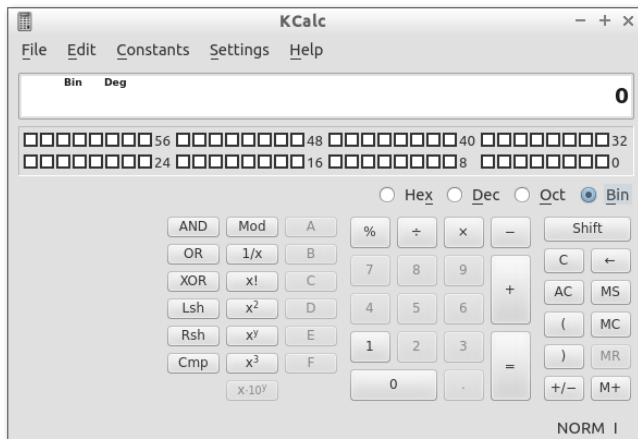 KCalc
File Edit Constants Settings Help
Bin Deg
0
56 48 40 32
24 16 8 0
Hex Dec Oct Bin
AND Mod A % ÷ × − Shift
OR 1/x B C ←
XOR x! C 7 8 9 + AC MS
Lsh x² D 4 5 6 ( MC
Rsh xʸ E 1 2 3 = ) MR
Cmp x³ F 0 . +/− M+
x·10ʸ
NORM I